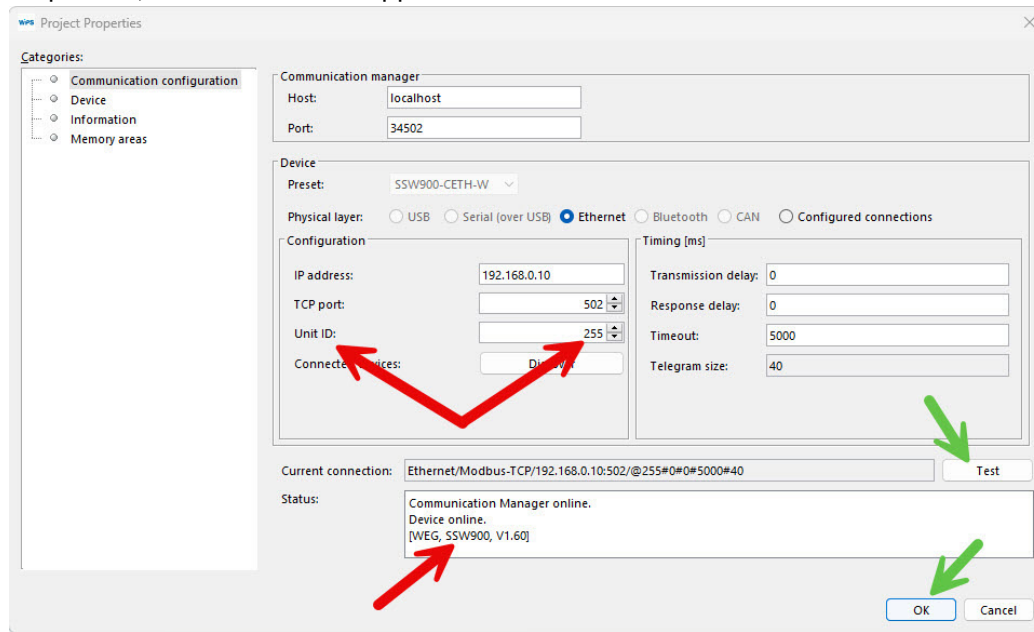 WPS Project Properties
Categories:
Communication configuration
Device
Information
Memory areas
Communication manager
Host: localhost
Port: 34502
Device
Preset: SSW900-CETH-W
Physical layer: USB Serial (over USB) Ethernet Bluetooth CAN Configured connections
Configuration
IP address: 192.168.0.10
TCP port: 502
Unit ID: 255
Connected devices:
Timing [ms]
Transmission delay: 0
Response delay: 0
Timeout: 5000
Telegram size: 40
Current connection: Ethernet/Modbus-TCP/192.168.0.10:502/@255#0#0#5000#40 Test
Status: Communication Manager online.
Device online.
[WEG, SSW900, V1.60]
OK Cancel